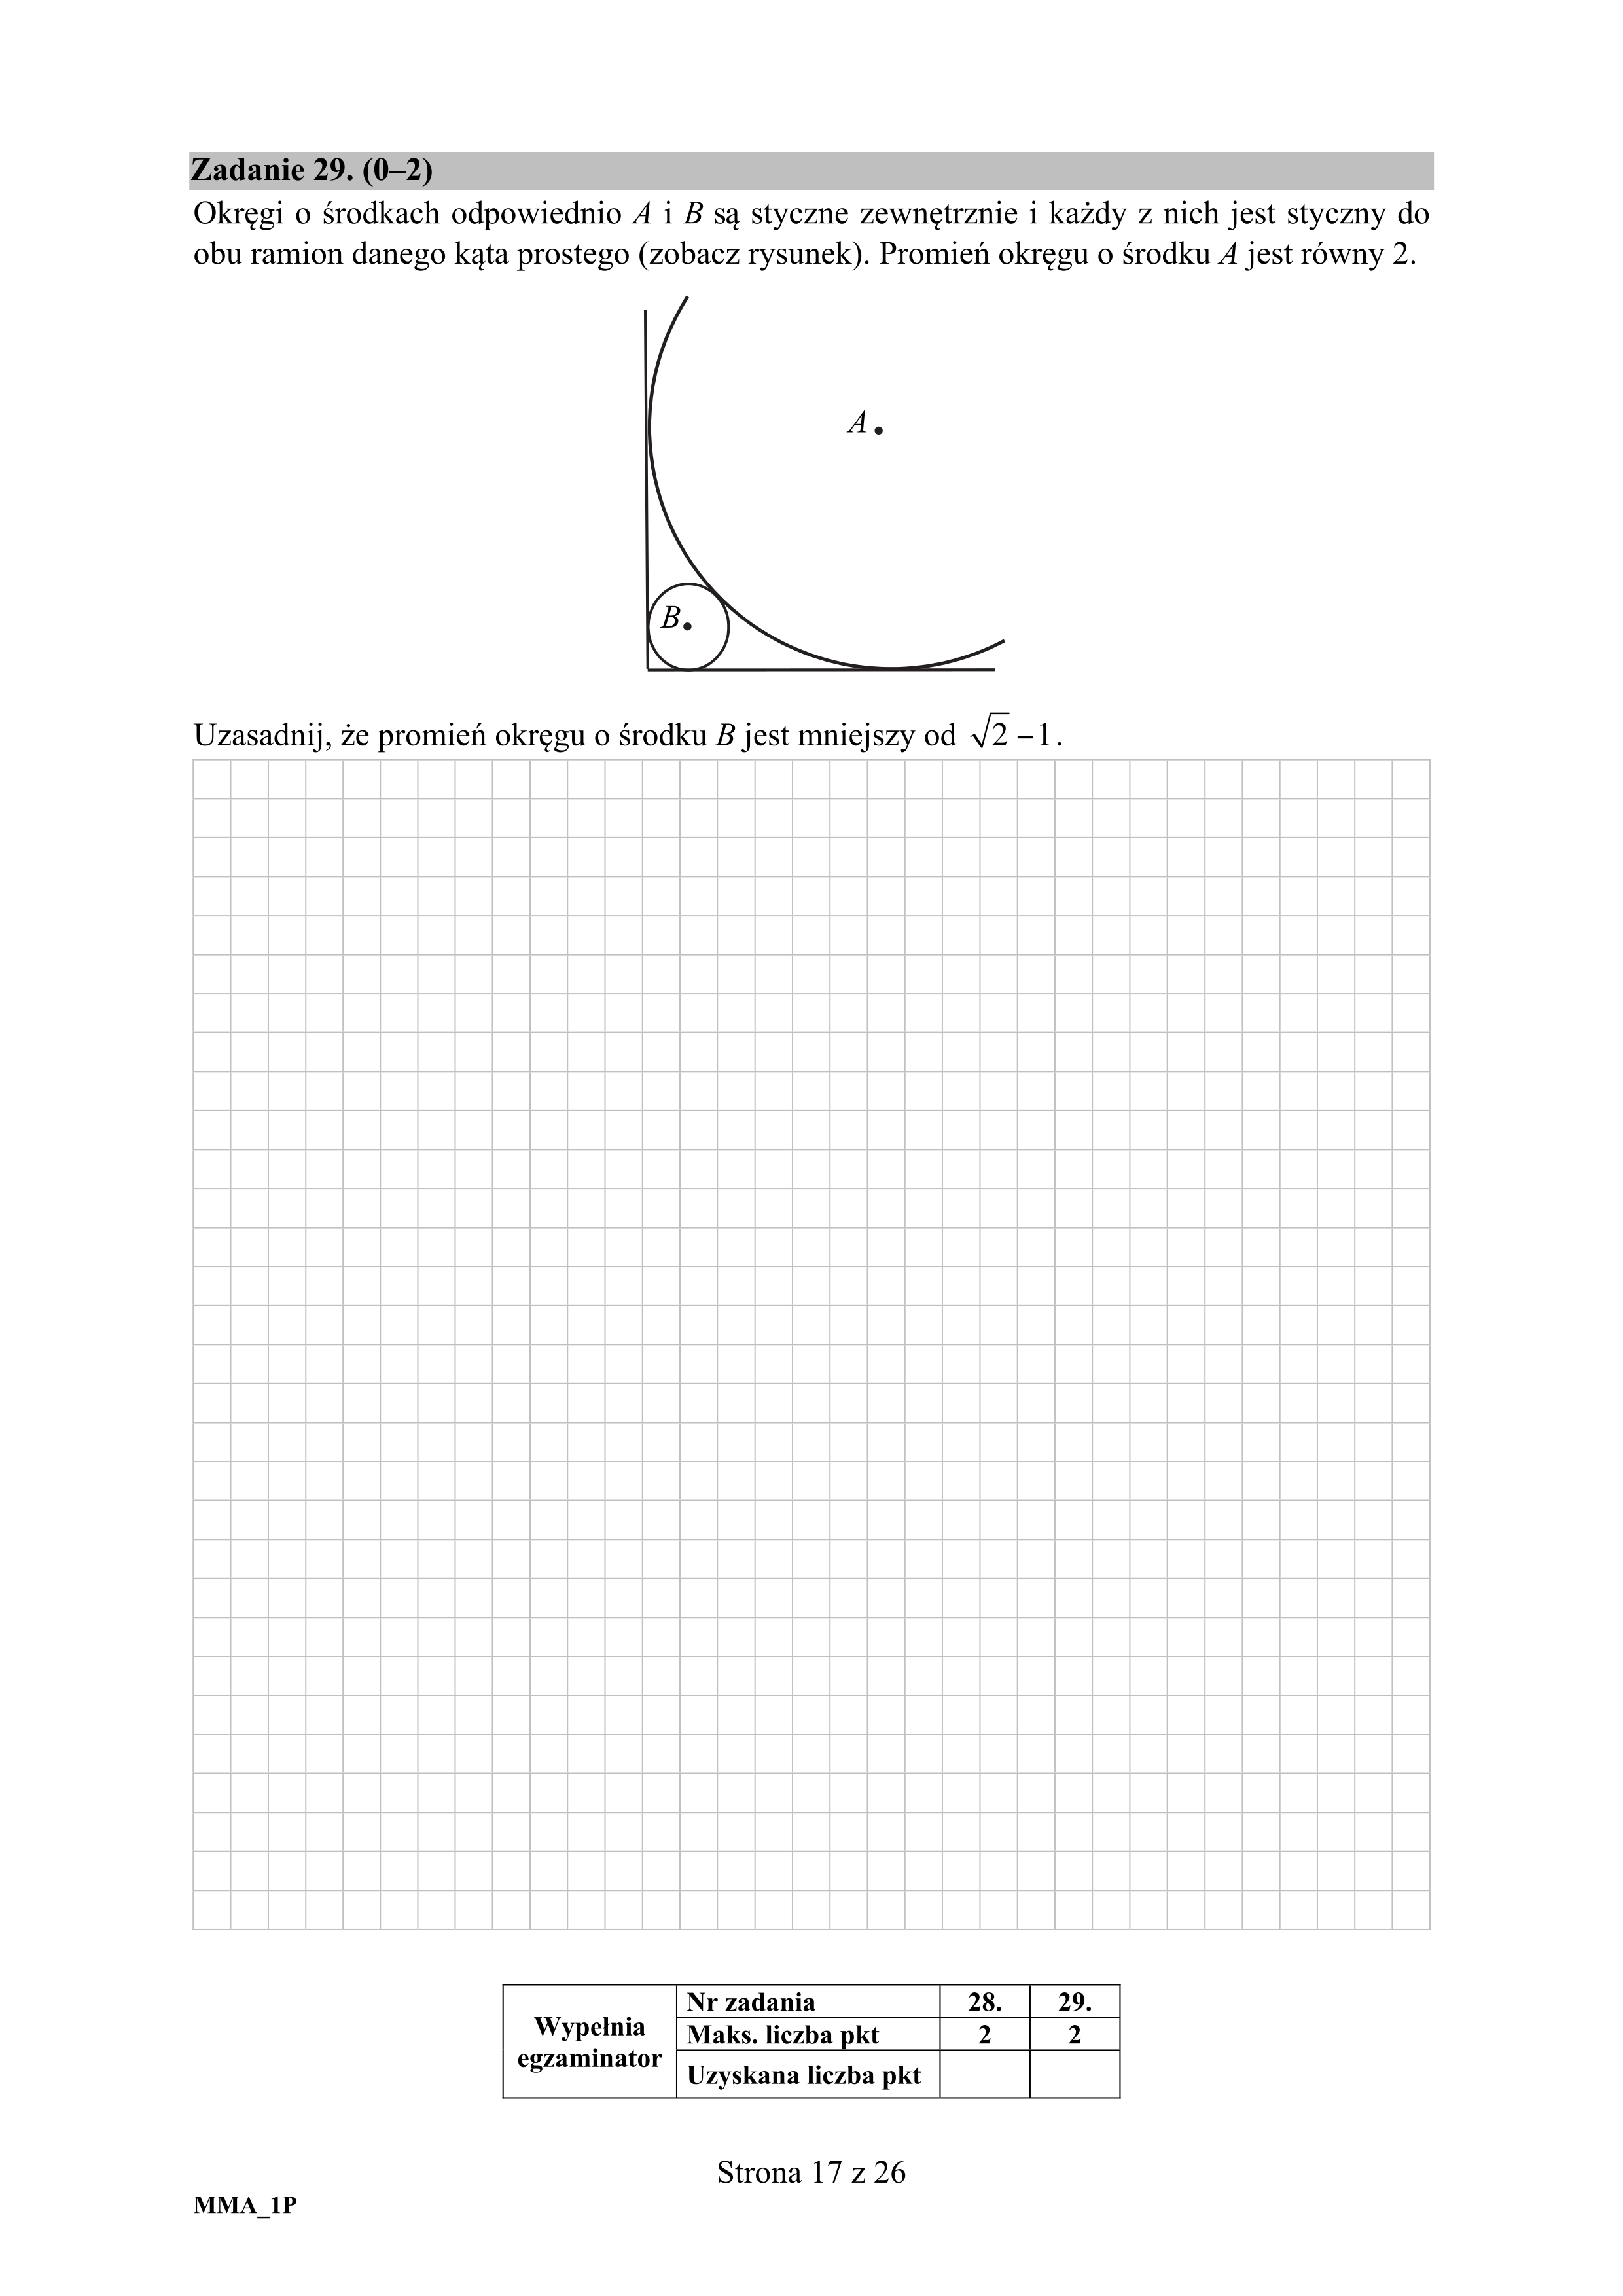 Zadanie 29. (0–2)
Okręgi o środkach odpowiednio A i B są styczne zewnętrznie i każdy z nich jest styczny do
obu ramion danego kąta prostego (zobacz rysunek). Promień okręgu o środku A jest równy 2.
A
B
Uzasadnij, że promień okręgu o środku B jest mniejszy od √2 − 1.
Wypełnia
egzaminator
Nr zadania 28. 29.
Maks. liczba pkt 2 2
Uzyskana liczba pkt
Strona 17 z 26
MMA_1P